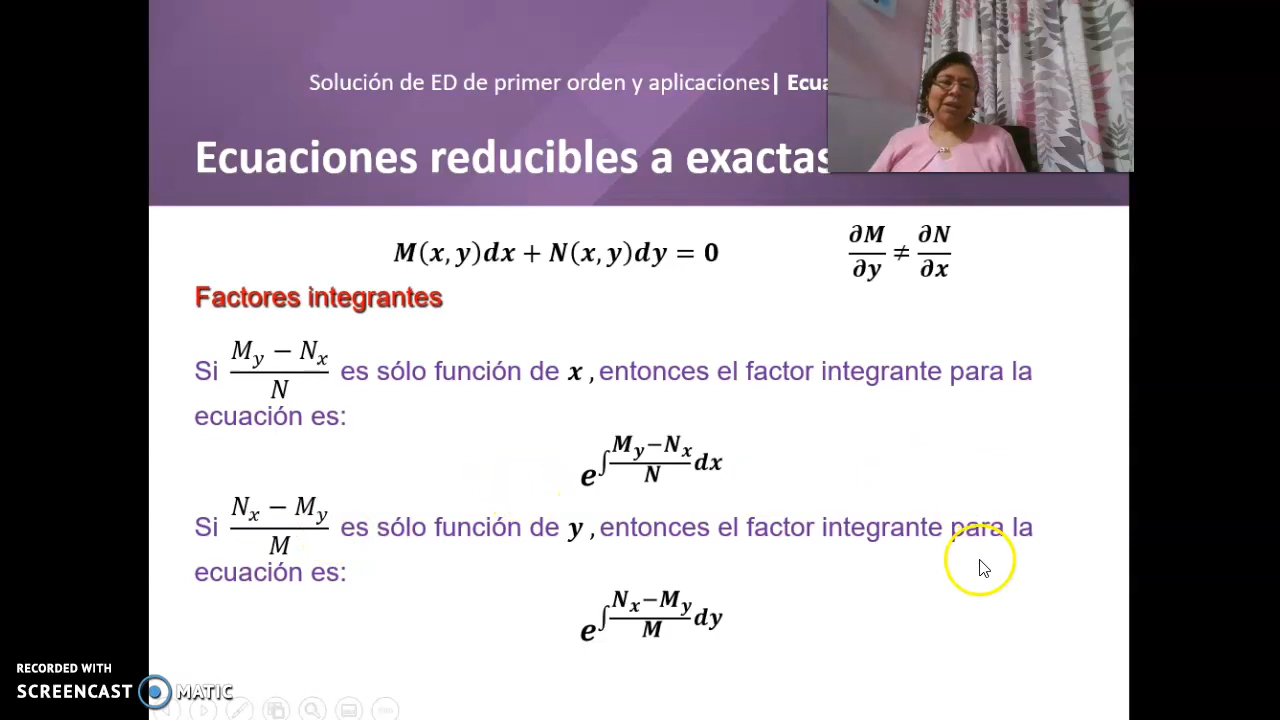 Solución de ED de primer orden y aplicaciones| Ecua
Ecuaciones reducibles a exactas
M(x, y)dx + N(x, y)dy = 0
∂M/∂y ≠ ∂N/∂x
Factores integrantes
Si (M_y − N_x)/N es sólo función de x ,entonces el factor integrante para la
ecuación es:
e^∫(M_y−N_x)/N dx
Si (N_x − M_y)/M es sólo función de y ,entonces el factor integrante para la
ecuación es:
e^∫(N_x−M_y)/M dy
RECORDED WITH
SCREENCAST MATIC